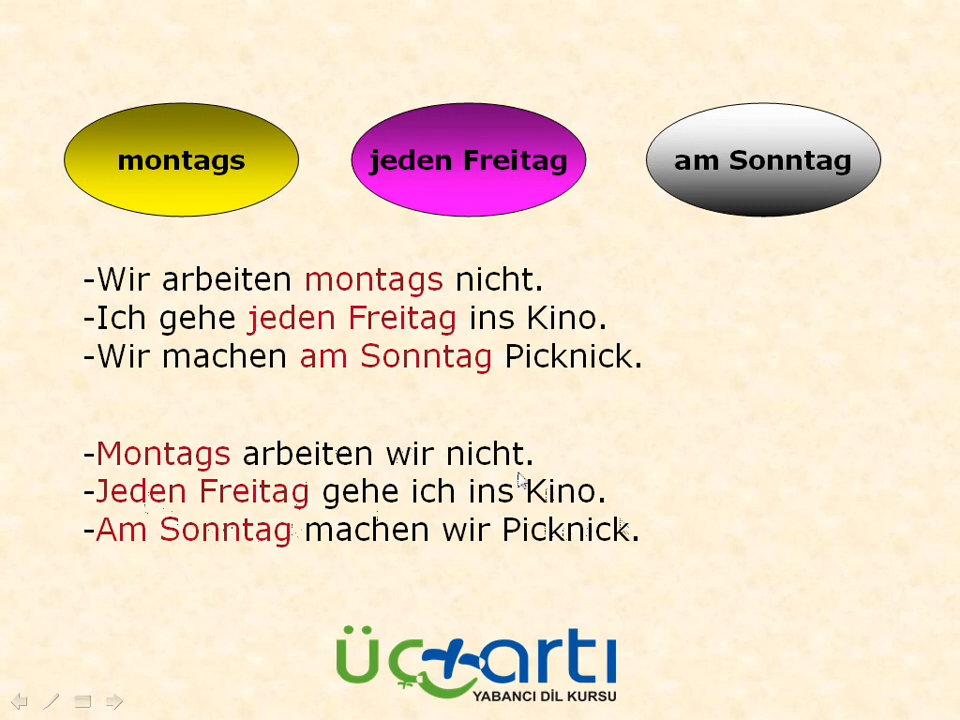 montags
jeden Freitag
am Sonntag
-Wir arbeiten montags nicht.
-Ich gehe jeden Freitag ins Kino.
-Wir machen am Sonntag Picknick.
-Montags arbeiten wir nicht.
-Jeden Freitag gehe ich ins Kino.
-Am Sonntag machen wir Picknick.
üç artı
YABANCI DİL KURSU